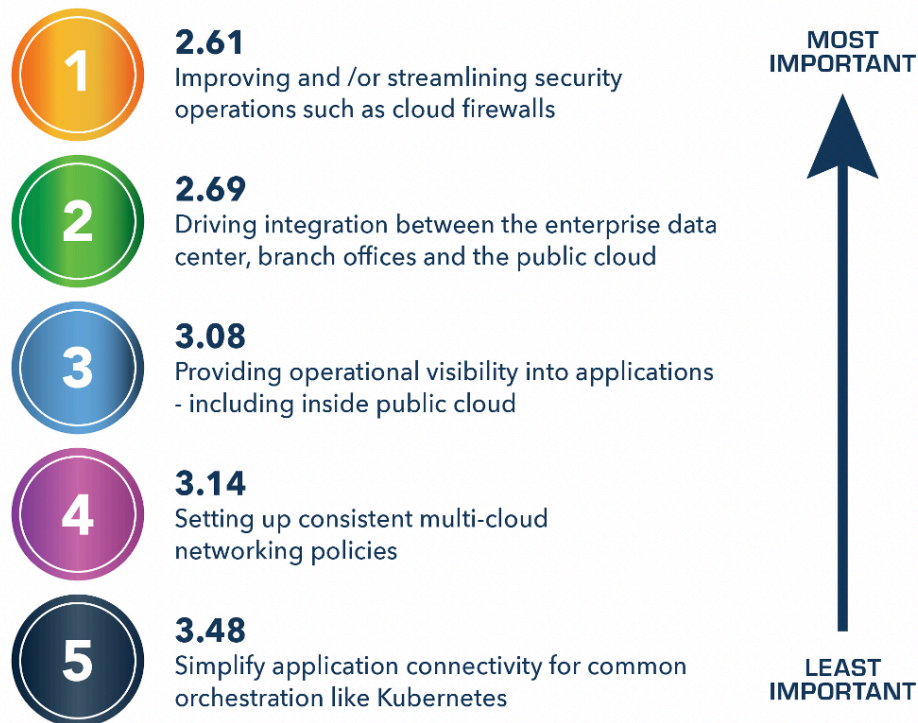 1
2.61
Improving and /or streamlining security
operations such as cloud firewalls
2
2.69
Driving integration between the enterprise data
center, branch offices and the public cloud
3
3.08
Providing operational visibility into applications
- including inside public cloud
4
3.14
Setting up consistent multi-cloud
networking policies
5
3.48
Simplify application connectivity for common
orchestration like Kubernetes
MOST
IMPORTANT
LEAST
IMPORTANT